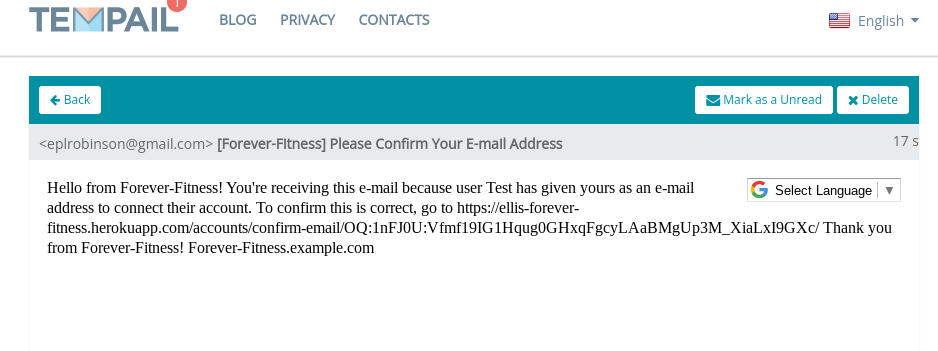 TEMPAIL 1
BLOG PRIVACY CONTACTS English
Back Mark as a Unread Delete
<eplrobinson@gmail.com> [Forever-Fitness] Please Confirm Your E-mail Address 17 s
Select Language
Hello from Forever-Fitness! You're receiving this e-mail because user Test has given yours as an e-mail
address to connect their account. To confirm this is correct, go to https://ellis-forever-
fitness.herokuapp.com/accounts/confirm-email/OQ:1nFJ0U:Vfmf19IG1Hqug0GHxqFgcyLAaBMgUp3M_XiaLxI9GXc/ Thank you
from Forever-Fitness! Forever-Fitness.example.com